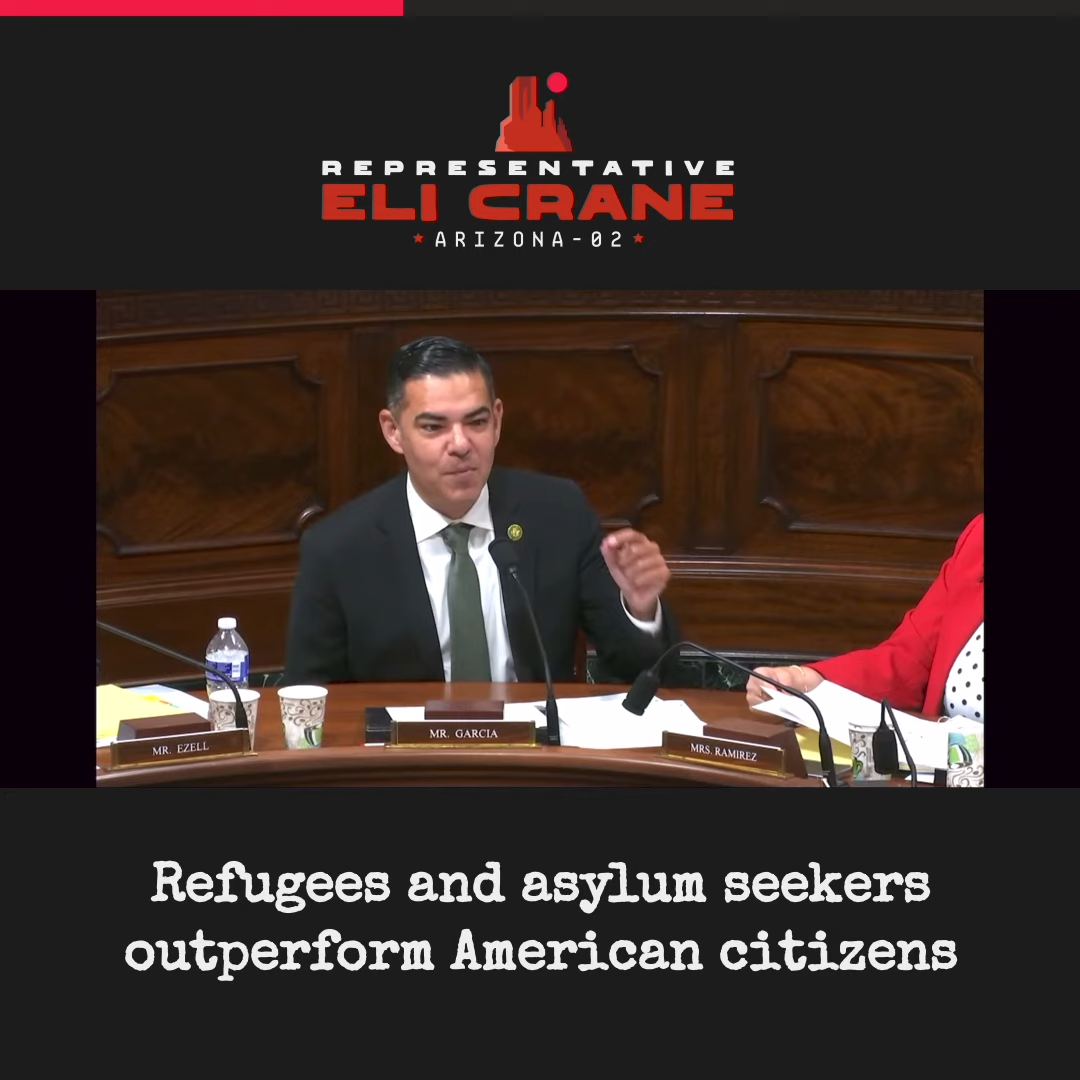 REPRESENTATIVE
ELI CRANE
ARIZONA-02
MR. EZELL
MR. GARCIA
MRS. RAMIREZ
Refugees and asylum seekers
outperform American citizens